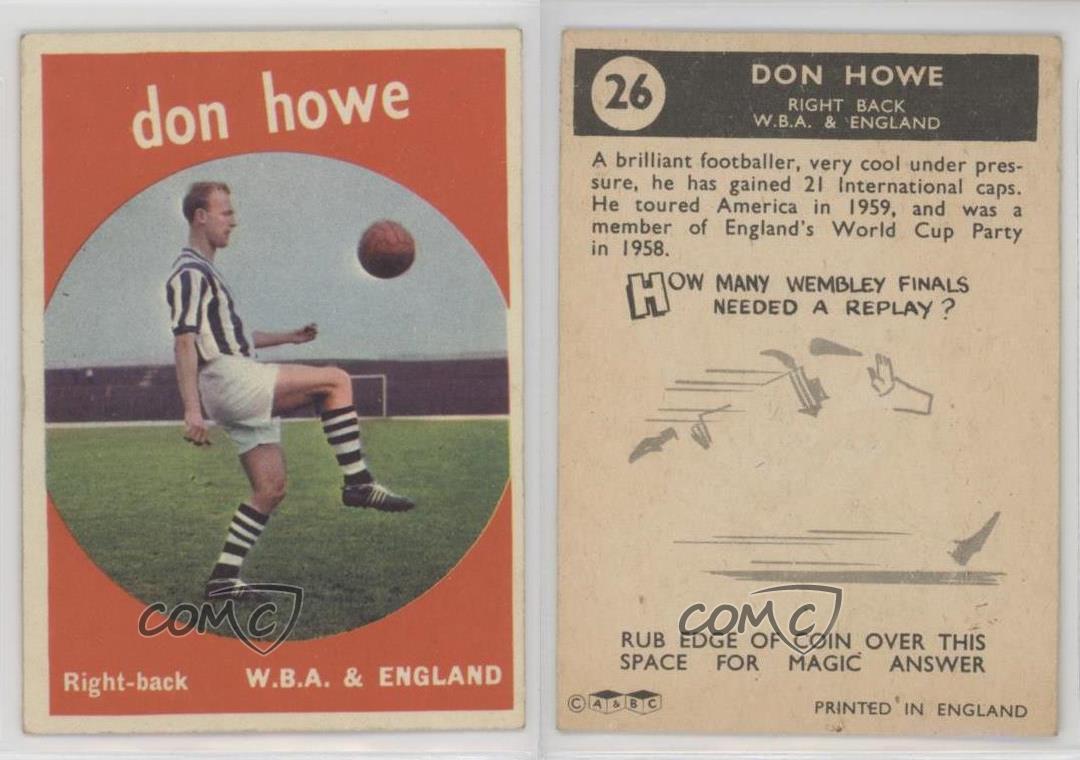 don howe
Right-back
W.B.A. & ENGLAND
COMC
26
DON HOWE
RIGHT BACK
W.B.A. & ENGLAND
A brilliant footballer, very cool under pres-
sure, he has gained 21 International caps.
He toured America in 1959, and was a
member of England's World Cup Party
in 1958.
HOW MANY WEMBLEY FINALS
NEEDED A REPLAY?
COMC
RUB EDGE OF COIN OVER THIS
SPACE FOR MAGIC ANSWER
© A & BC
PRINTED IN ENGLAND